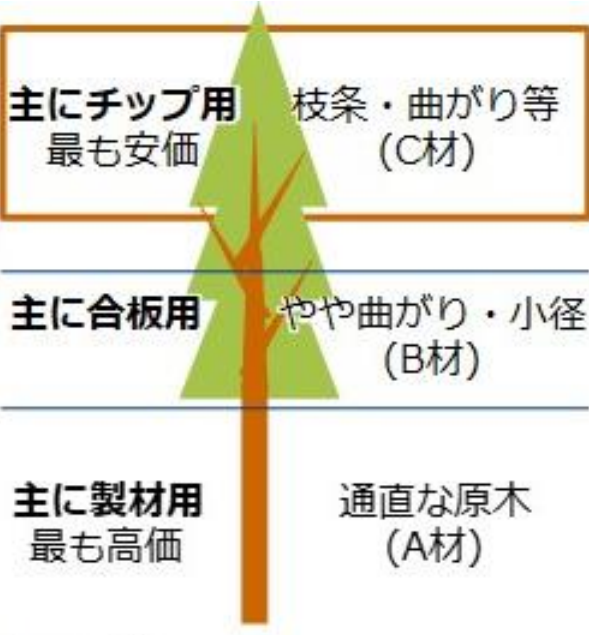 主にチップ用
最も安価
枝条・曲がり等
(C材)
主に合板用
やや曲がり・小径
(B材)
主に製材用
最も高価
通直な原木
(A材)